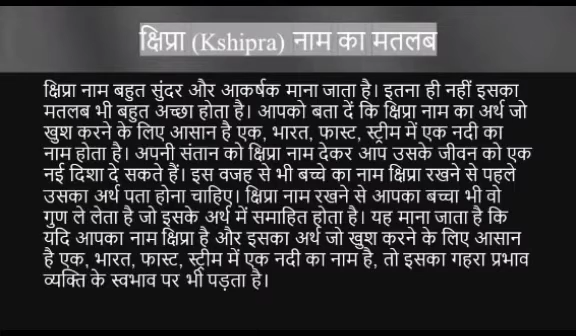 क्षिप्रा (Kshipra) नाम का मतलब
क्षिप्रा नाम बहुत सुंदर और आकर्षक माना जाता है। इतना ही नहीं इसका
मतलब भी बहुत अच्छा होता है। आपको बता दें कि क्षिप्रा नाम का अर्थ जो
खुश करने के लिए आसान है एक, भारत, फास्ट, स्ट्रीम में एक नदी का
नाम होता है। अपनी संतान को क्षिप्रा नाम देकर आप उसके जीवन को एक
नई दिशा दे सकते हैं। इस वजह से भी बच्चे का नाम क्षिप्रा रखने से पहले
उसका अर्थ पता होना चाहिए। क्षिप्रा नाम रखने से आपका बच्चा भी वो
गुण ले लेता है जो इसके अर्थ में समाहित होता है। यह माना जाता है कि
यदि आपका नाम क्षिप्रा है और इसका अर्थ जो खुश करने के लिए आसान
है एक, भारत, फास्ट, स्ट्रीम में एक नदी का नाम है, तो इसका गहरा प्रभाव
व्यक्ति के स्वभाव पर भी पड़ता है।